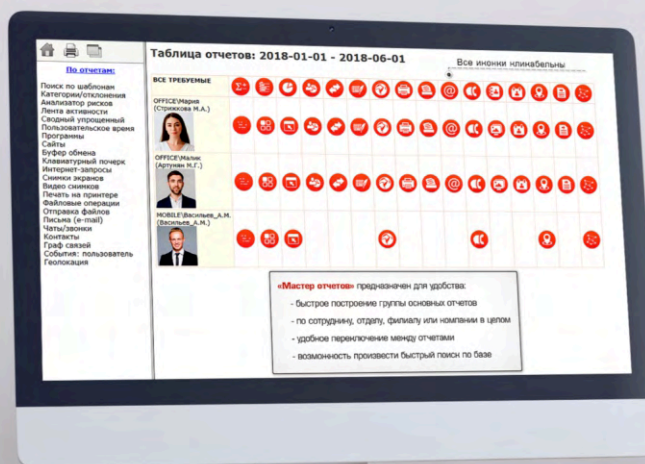 Таблица отчетов: 2018-01-01 - 2018-06-01
Все иконки кликабельны
По отчетам:
Поиск по шаблонам
Категории/отклонения
Анализатор рисков
Лента активности
Сводный упрощенный
Пользовательское время
Программы
Сайты
Буфер обмена
Клавиатурный почерк
Интернет-запросы
Снимки экранов
Видео снимков
Печать на принтере
Файловые операции
Отправка файлов
Письма (e-mail)
Чаты/звонки
Контакты
Граф связей
События: пользователь
Геолокация
ВСЕ ТРЕБУЕМЫЕ
OFFICE\Мария
(Стрижкова М.А.)
OFFICE\Малик
(Артунян М.Г.)
MOBILE\Васильев_А.М.
(Васильев_А.М.)
«Мастер отчетов» предназначен для удобства:
- быстрое построение группы основных отчетов
- по сотруднику, отделу, филиалу или компании в целом
- удобное переключение между отчетами
- возможность произвести быстрый поиск по базе